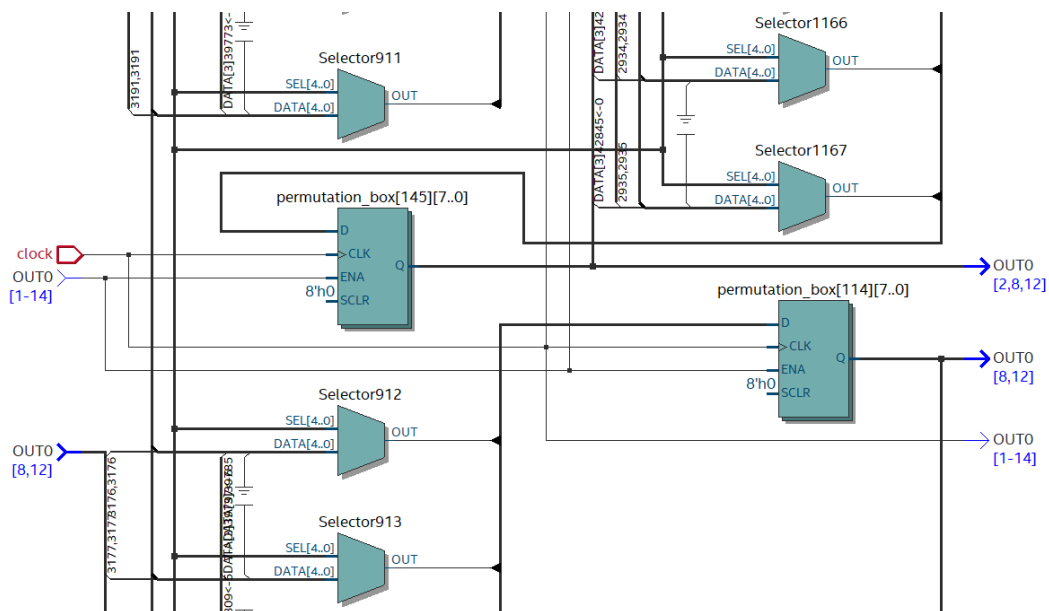 Selector911
SEL[4..0]
DATA[4..0]
OUT
3191,3191
DATA[3]39773<-
Selector1166
SEL[4..0]
DATA[4..0]
OUT
DATA[3]42
2934,2934
Selector1167
SEL[4..0]
DATA[4..0]
OUT
DATA[3]42845<-0
2935,2935
permutation_box[145][7..0]
D
CLK
ENA
SCLR
Q
8'h0
clock
OUT0
[1-14]
OUT0
[2,8,12]
permutation_box[114][7..0]
D
CLK
ENA
SCLR
Q
8'h0
OUT0
[8,12]
OUT0
[1-14]
Selector912
SEL[4..0]
DATA[4..0]
OUT
OUT0
[8,12]
3176,3176
3177,3177
Selector913
SEL[4..0]
DATA[4..0]
OUT